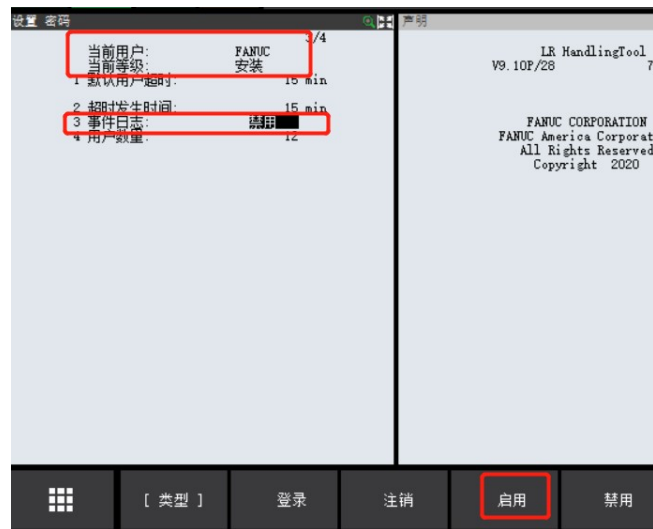 设置 密码
3/4
当前用户: FANUC
当前等级: 安装
1 默认用户超时: 15 min
2 超时发生时间: 15 min
3 事件日志: 禁用
4 用户数量: 12
声明
LR HandlingTool
V9.10P/28 7
FANUC CORPORATION
FANUC America Corporat
All Rights Reserved
Copyright 2020
[ 类型 ] 登录 注销 启用 禁用